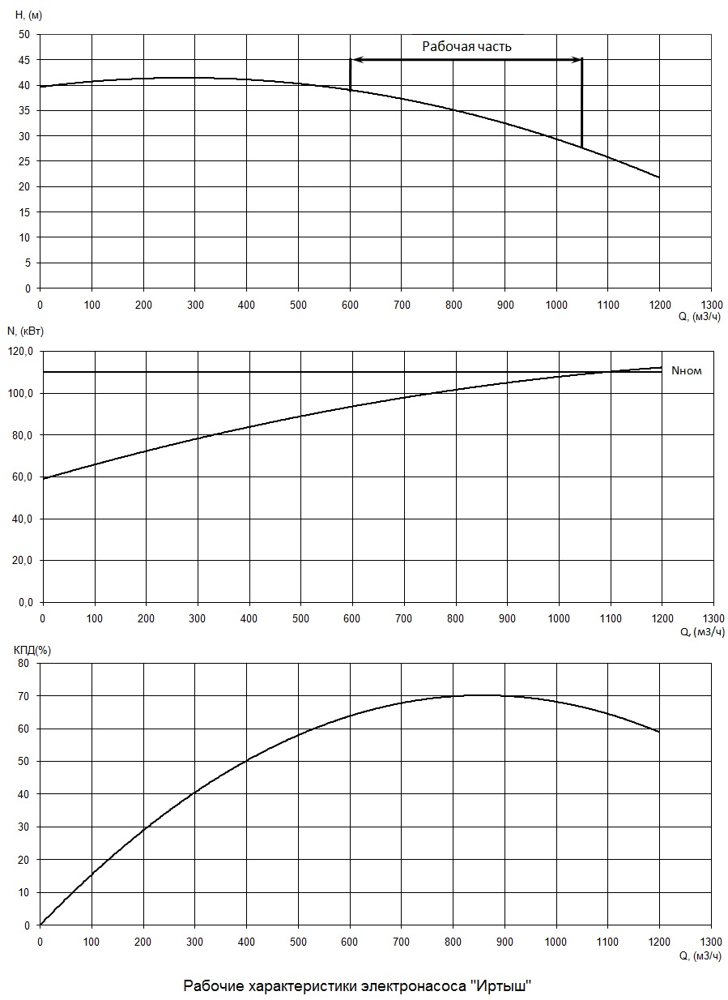 H, (м)
Рабочая часть
50
45
40
35
30
25
20
15
10
5
0
0 100 200 300 400 500 600 700 800 900 1000 1100 1200 1300
Q, (м3/ч)
N, (кВт)
120,0
Nном
100,0
80,0
60,0
40,0
20,0
0,0
0 100 200 300 400 500 600 700 800 900 1000 1100 1200 1300
Q, (м3/ч)
КПД(%)
80
70
60
50
40
30
20
10
0
0 100 200 300 400 500 600 700 800 900 1000 1100 1200 1300
Q, (м3/ч)
Рабочие характеристики электронасоса "Иртыш"